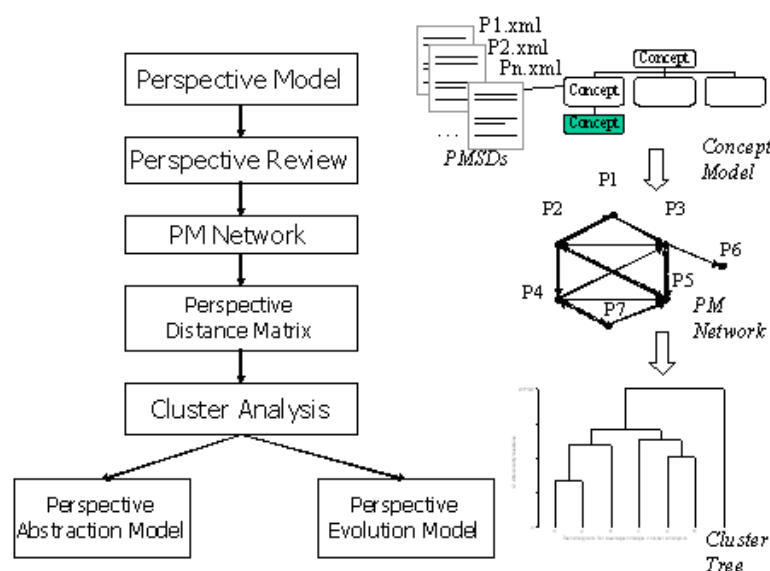 Perspective Model
Perspective Review
PM Network
Perspective
Distance Matrix
Cluster Analysis
Perspective
Abstraction Model
Perspective
Evolution Model
P1.xml
P2.xml
Pn.xml
...
PMSDs
Concept
Concept
Concept
Concept
Model
P1
P2
P3
P6
P4
P5
P7
PM
Network
Cluster
Tree